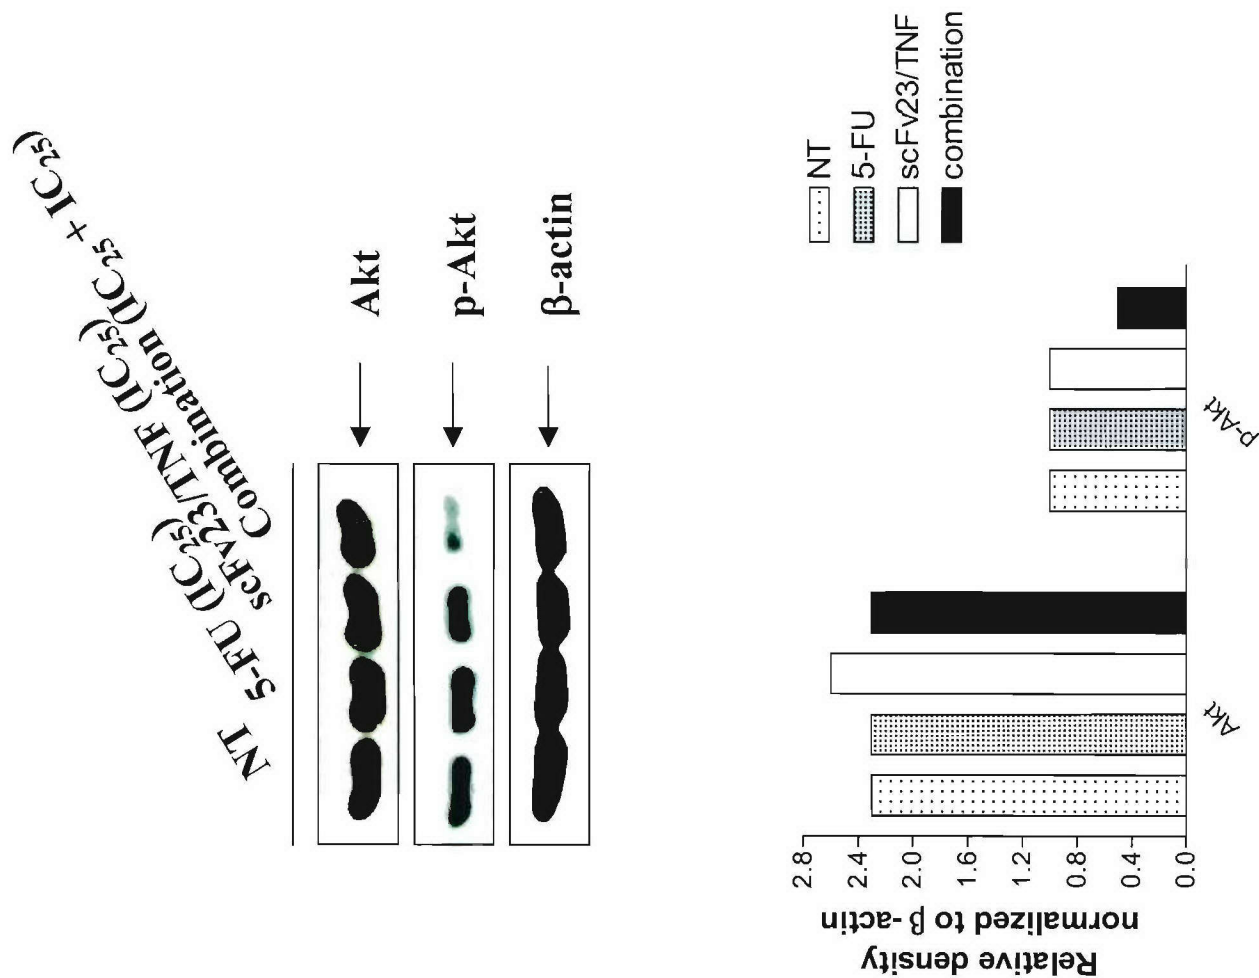 NT
5-FU (IC25)
scFv23/TNF (IC25)
Combination (IC25 + IC25)
Akt
p-Akt
β-actin
NT
5-FU
scFv23/TNF
combination
Relative density
normalized to β-actin
2.8
2.4
2.0
1.6
1.2
0.8
0.4
0.0
Akt
p-Akt